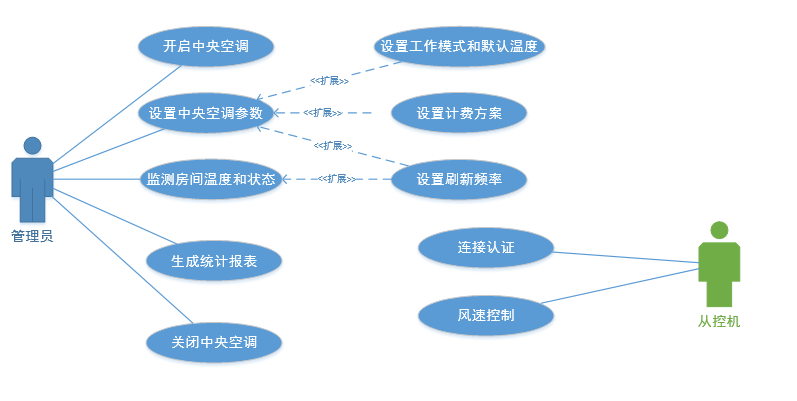 开启中央空调
设置工作模式和默认温度
<<扩展>>
设置中央空调参数
<<扩展>>
设置计费方案
<<扩展>>
监测房间温度和状态
<<扩展>>
设置刷新频率
管理员
连接认证
生成统计报表
风速控制
从控机
关闭中央空调